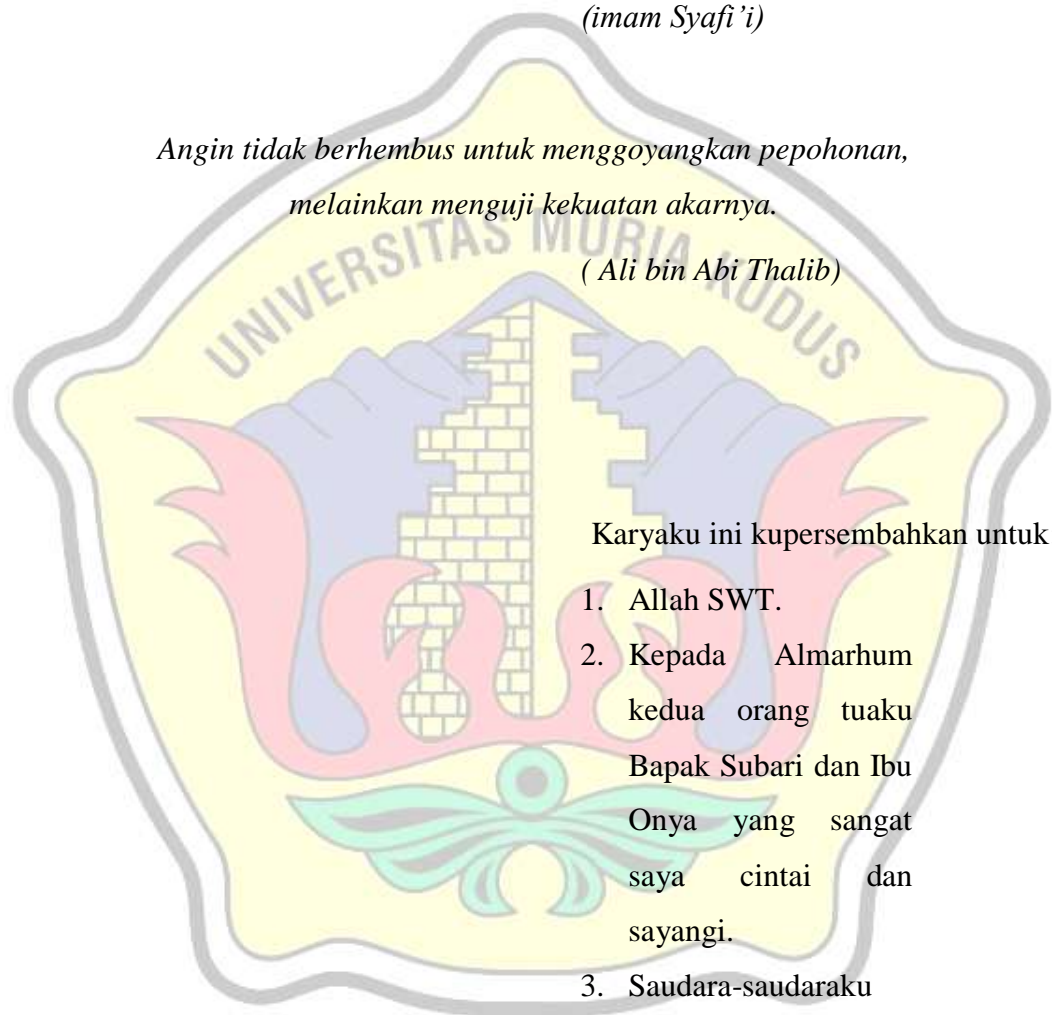 (imam Syafi’i)
Angin tidak berhembus untuk menggoyangkan pepohonan,
melainkan menguji kekuatan akarnya.
UNIVERSITAS MURIA KUDUS
( Ali bin Abi Thalib)
Karyaku ini kupersembahkan untuk
1. Allah SWT.
2. Kepada Almarhum
kedua orang tuaku
Bapak Subari dan Ibu
Onya yang sangat
saya cintai dan
sayangi.
3. Saudara-saudaraku